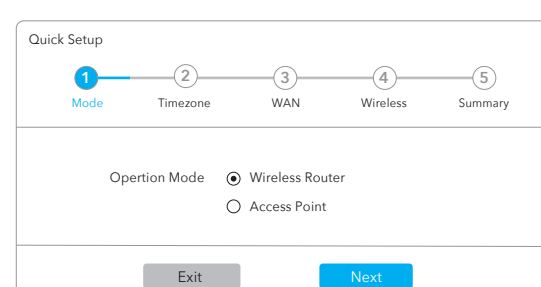 Quick Setup
1 2 3 4 5
Mode Timezone WAN Wireless Summary
Opertion Mode Wireless Router
Access Point
Exit Next